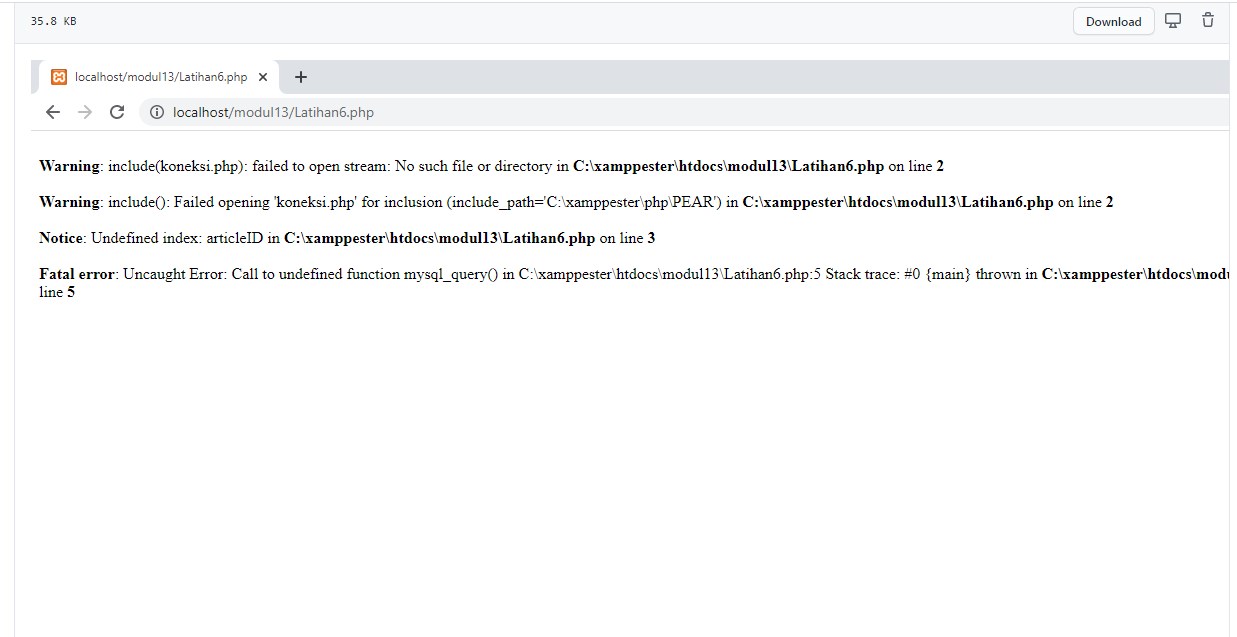 35.8 KB
Download
localhost/modul13/Latihan6.php
localhost/modul13/Latihan6.php
Warning: include(koneksi.php): failed to open stream: No such file or directory in C:\xamppester\htdocs\modul13\Latihan6.php on line 2
Warning: include(): Failed opening 'koneksi.php' for inclusion (include_path='C:\xamppester\php\PEAR') in C:\xamppester\htdocs\modul13\Latihan6.php on line 2
Notice: Undefined index: articleID in C:\xamppester\htdocs\modul13\Latihan6.php on line 3
Fatal error: Uncaught Error: Call to undefined function mysql_query() in C:\xamppester\htdocs\modul13\Latihan6.php:5 Stack trace: #0 {main} thrown in C:\xamppester\htdocs\modu
line 5